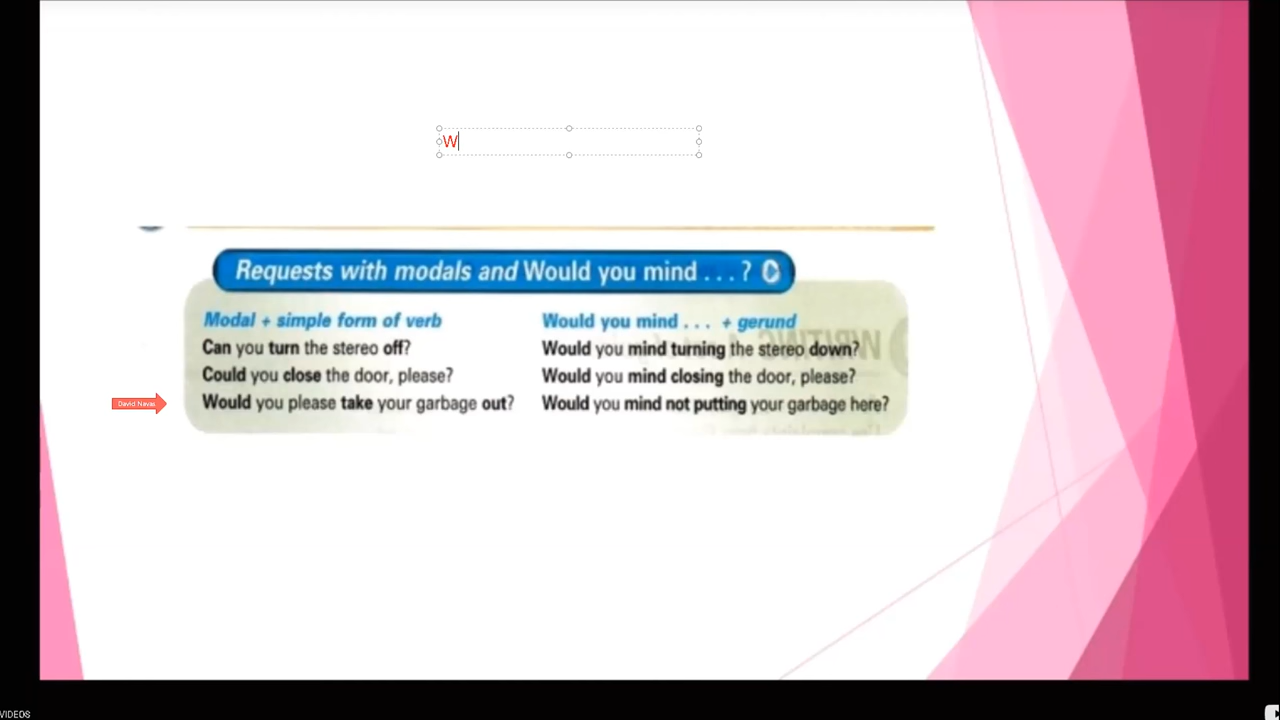 W
Requests with modals and Would you mind . . . ?
Modal + simple form of verb
Can you turn the stereo off?
Could you close the door, please?
Would you please take your garbage out?
Would you mind . . . + gerund
Would you mind turning the stereo down?
Would you mind closing the door, please?
Would you mind not putting your garbage here?
WRITING
David Navas
VIDEOS